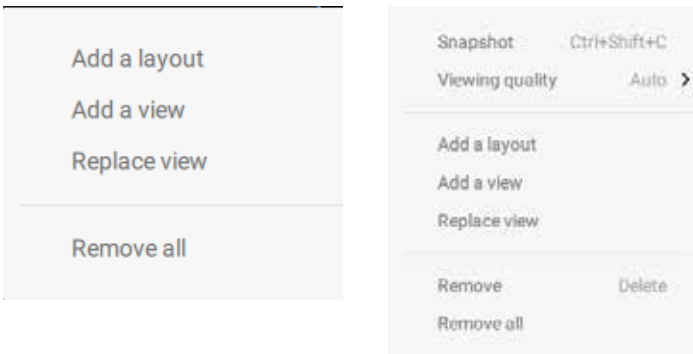 Add a layout
Add a view
Replace view
Remove all
Snapshot Ctrl+Shift+C
Viewing quality Auto
Add a layout
Add a view
Replace view
Remove Delete
Remove all